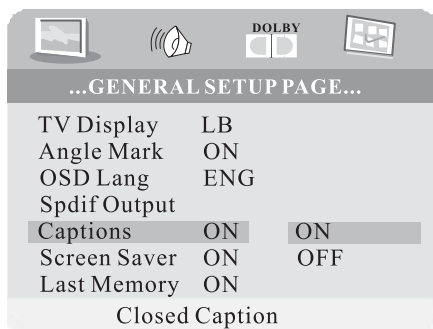 DOLBY
...GENERAL SETUP PAGE...
TV Display LB
Angle Mark ON
OSD Lang ENG
Spdif Output
Captions ON ON
Screen Saver ON OFF
Last Memory ON
Closed Caption